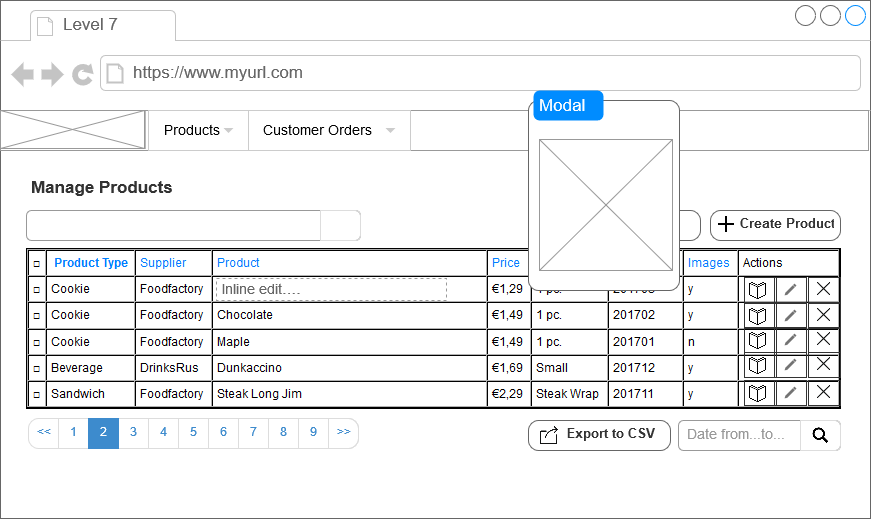 Level 7
https://www.myurl.com
Modal
Products Customer Orders
Manage Products
Create Product
Product Type Supplier Product Price Images Actions
Cookie Foodfactory Inline edit.... €1,29 y
Cookie Foodfactory Chocolate €1,49 1 pc. 201702 y
Cookie Foodfactory Maple €1,49 1 pc. 201701 n
Beverage DrinksRus Dunkaccino €1,69 Small 201712 y
Sandwich Foodfactory Steak Long Jim €2,29 Steak Wrap 201711 y
<< 1 2 3 4 5 6 7 8 9 >>
Export to CSV Date from...to...